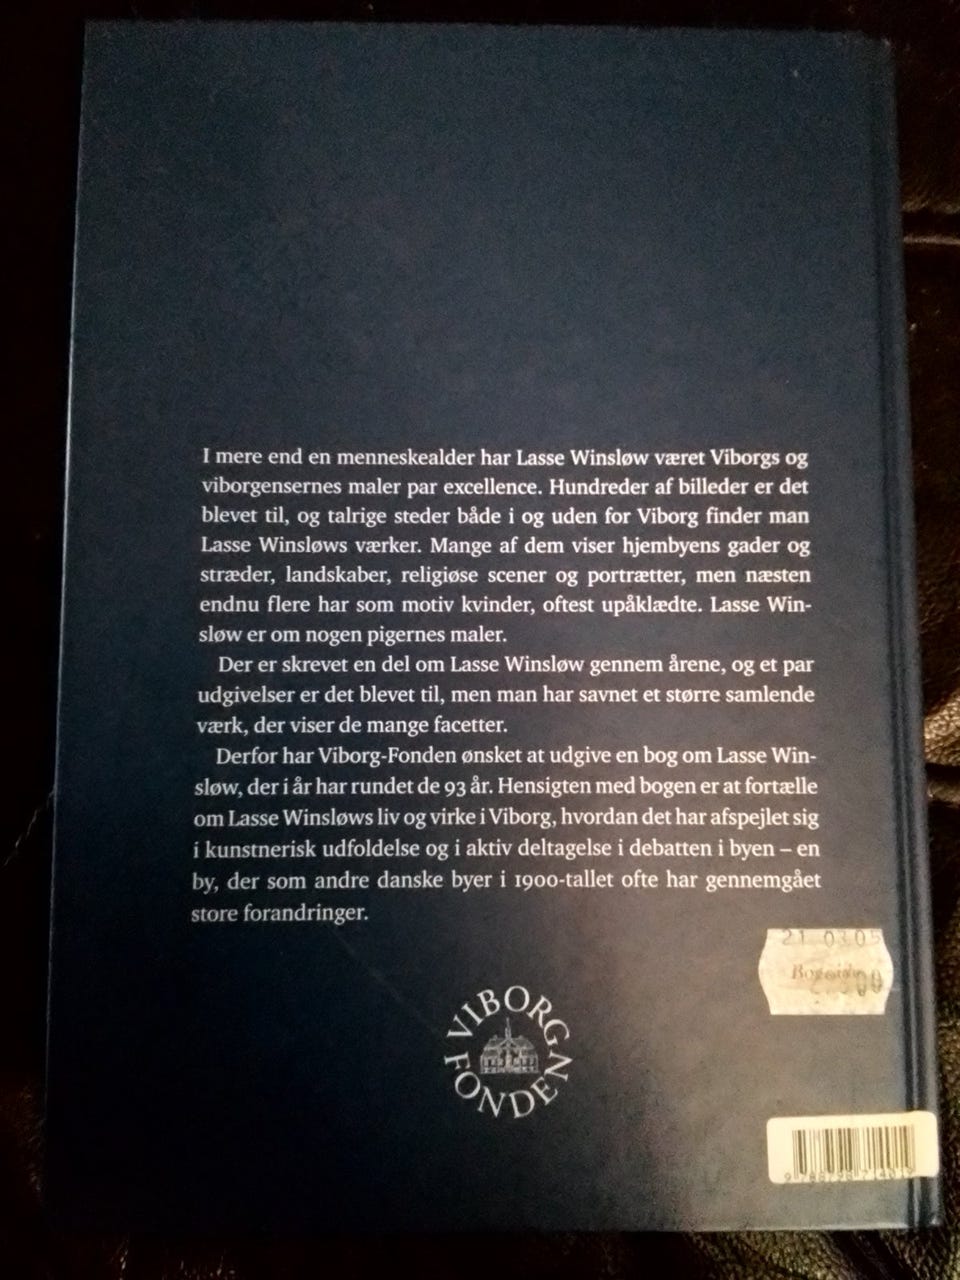 I mere end en menneskealder har Lasse Winsløw været Viborgs og
viborgensernes maler par excellence. Hundreder af billeder er det
blevet til, og talrige steder både i og uden for Viborg finder man
Lasse Winsløws værker. Mange af dem viser hjembyens gader og
stræder, landskaber, religiøse scener og portrætter, men næsten
endnu flere har som motiv kvinder, oftest upåklædte. Lasse Win-
sløw er om nogen pigernes maler.
Der er skrevet en del om Lasse Winsløw gennem årene, og et par
udgivelser er det blevet til, men man har savnet et større samlende
værk, der viser de mange facetter.
Derfor har Viborg-Fonden ønsket at udgive en bog om Lasse Win-
sløw, der i år har rundet de 93 år. Hensigten med bogen er at fortælle
om Lasse Winsløws liv og virke i Viborg, hvordan det har afspejlet sig
i kunstnerisk udfoldelse og i aktiv deltagelse i debatten i byen – en
by, der som andre danske byer i 1900-tallet ofte har gennemgået
store forandringer.
21 03 05
VIBORG
FONDEN